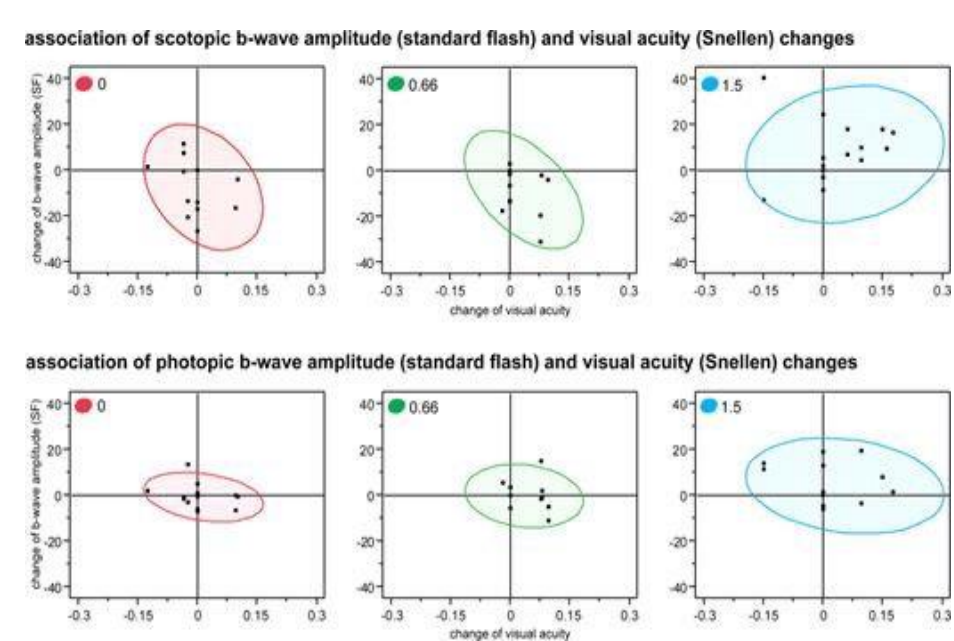 association of scotopic b-wave amplitude (standard flash) and visual acuity (Snellen) changes
change of b-wave amplitude (SF)
40 20 0 -20 -40
0
-0.3 -0.15 0 0.15 0.3
40 20 0 -20 -40
0.66
-0.3 -0.15 0 0.15 0.3
change of visual acuity
40 20 0 -20 -40
1.5
-0.3 -0.15 0 0.15 0.3
association of photopic b-wave amplitude (standard flash) and visual acuity (Snellen) changes
change of b-wave amplitude (SF)
40 20 0 -20 -40
0
-0.3 -0.15 0 0.15 0.3
40 20 0 -20 -40
0.66
-0.3 -0.15 0 0.15 0.3
change of visual acuity
40 20 0 -20 -40
1.5
-0.3 -0.15 0 0.15 0.3